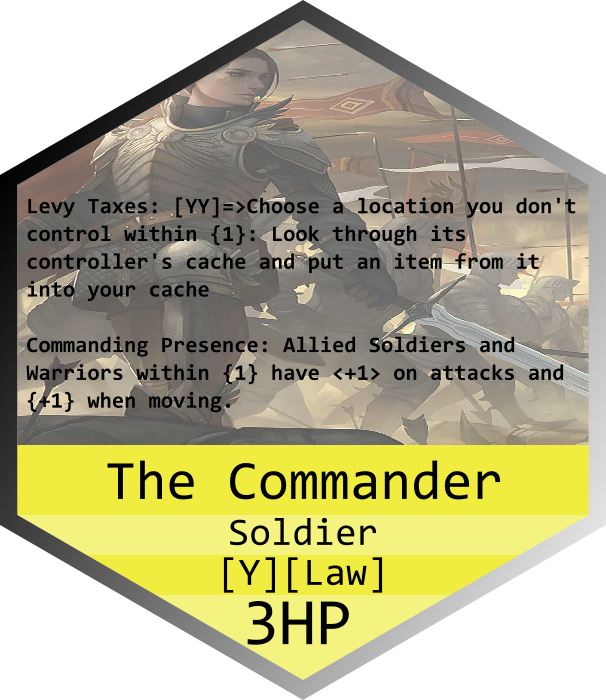 Levy Taxes: [YY]=>Choose a location you don't
control within {1}: Look through its
controller's cache and put an item from it
into your cache
Commanding Presence: Allied Soldiers and
Warriors within {1} have <+1> on attacks and
{+1} when moving.
The Commander
Soldier
[Y][Law]
3HP